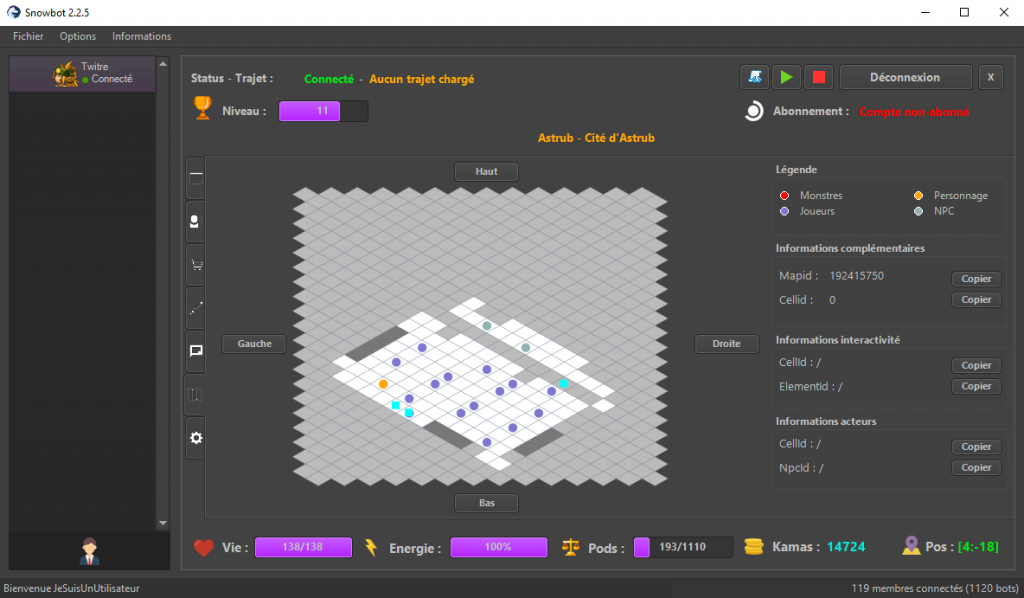 Snowbot 2.2.5
Fichier Options Informations
Twitre
Connecté
Status - Trajet : Connecté - Aucun trajet chargé
Déconnexion X
Niveau : 11
Abonnement : Compte non-abonné
Astrub - Cité d'Astrub
Haut
Gauche
Droite
Bas
Légende
Monstres Personnage
Joueurs NPC
Informations complémentaires
Mapid : 192415750 Copier
Cellid : 0 Copier
Informations interactivité
CellId : / Copier
ElementId : / Copier
Informations acteurs
CellId : / Copier
NpcId : / Copier
Vie : 138/138 Energie : 100% Pods : 193/1110 Kamas : 14724 Pos : [4:-18]
Bienvenue JeSuisUnUtilisateur 119 membres connectés (1120 bots)